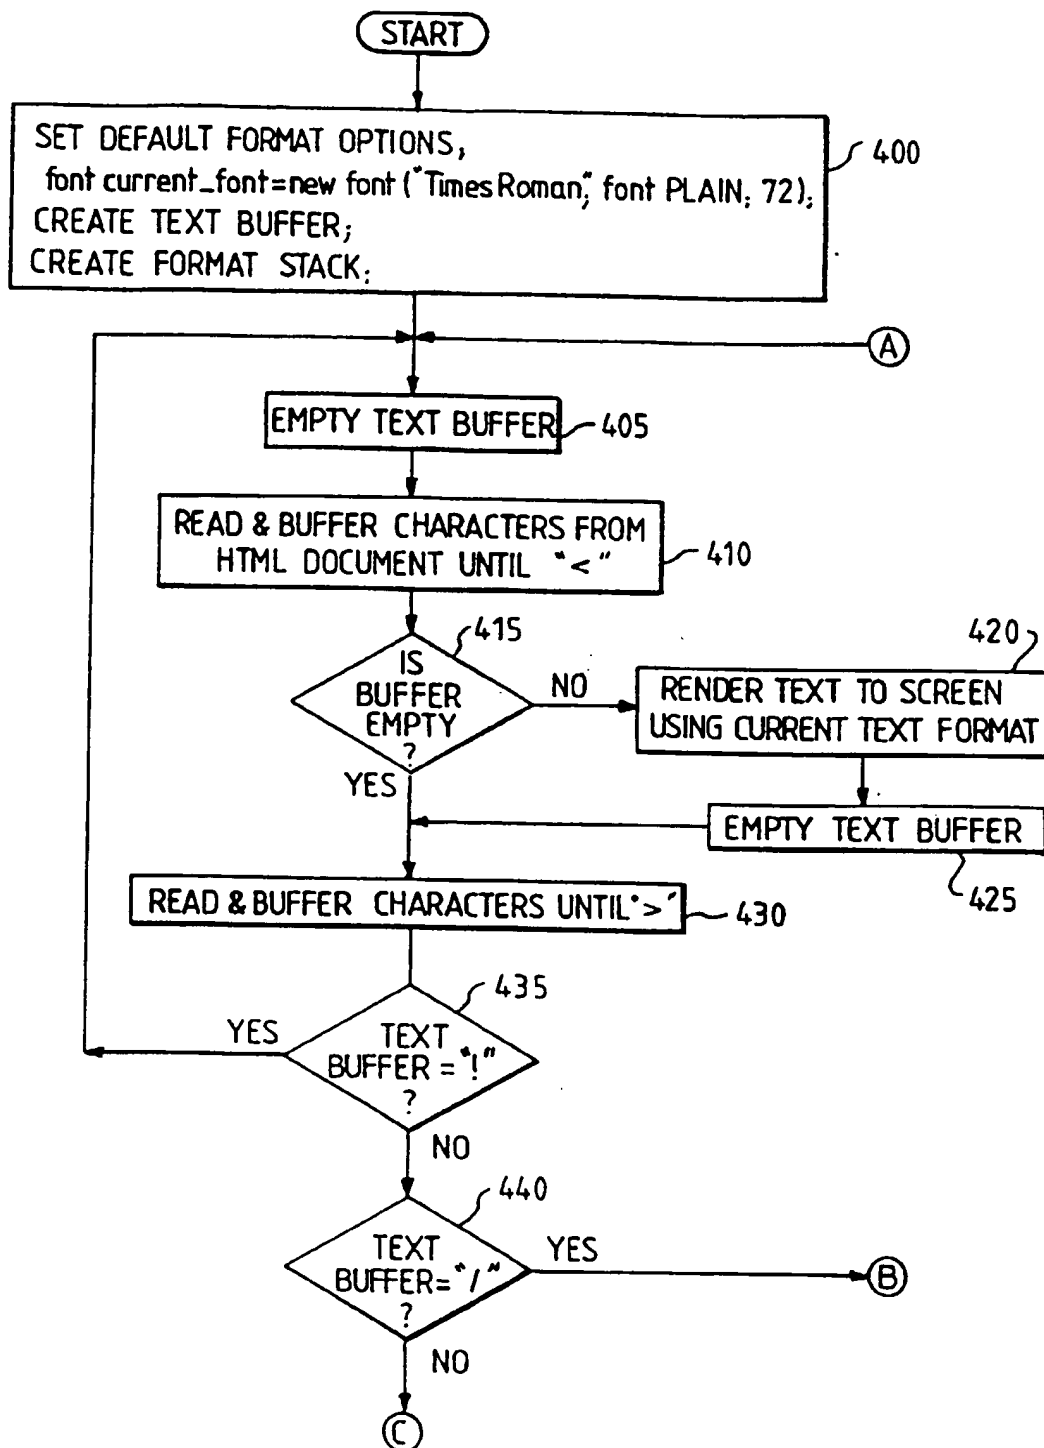 START
SET DEFAULT FORMAT OPTIONS;
font current_font=new font ("Times Roman", font PLAIN; 72);
CREATE TEXT BUFFER;
CREATE FORMAT STACK;
400
A
EMPTY TEXT BUFFER
405
READ & BUFFER CHARACTERS FROM
HTML DOCUMENT UNTIL "<"
410
415
IS
BUFFER
EMPTY
?
NO
YES
420
RENDER TEXT TO SCREEN
USING CURRENT TEXT FORMAT
EMPTY TEXT BUFFER
425
READ & BUFFER CHARACTERS UNTIL ">"
430
435
YES
TEXT
BUFFER = "!"
?
NO
440
TEXT
BUFFER= "/"
?
YES
B
NO
C